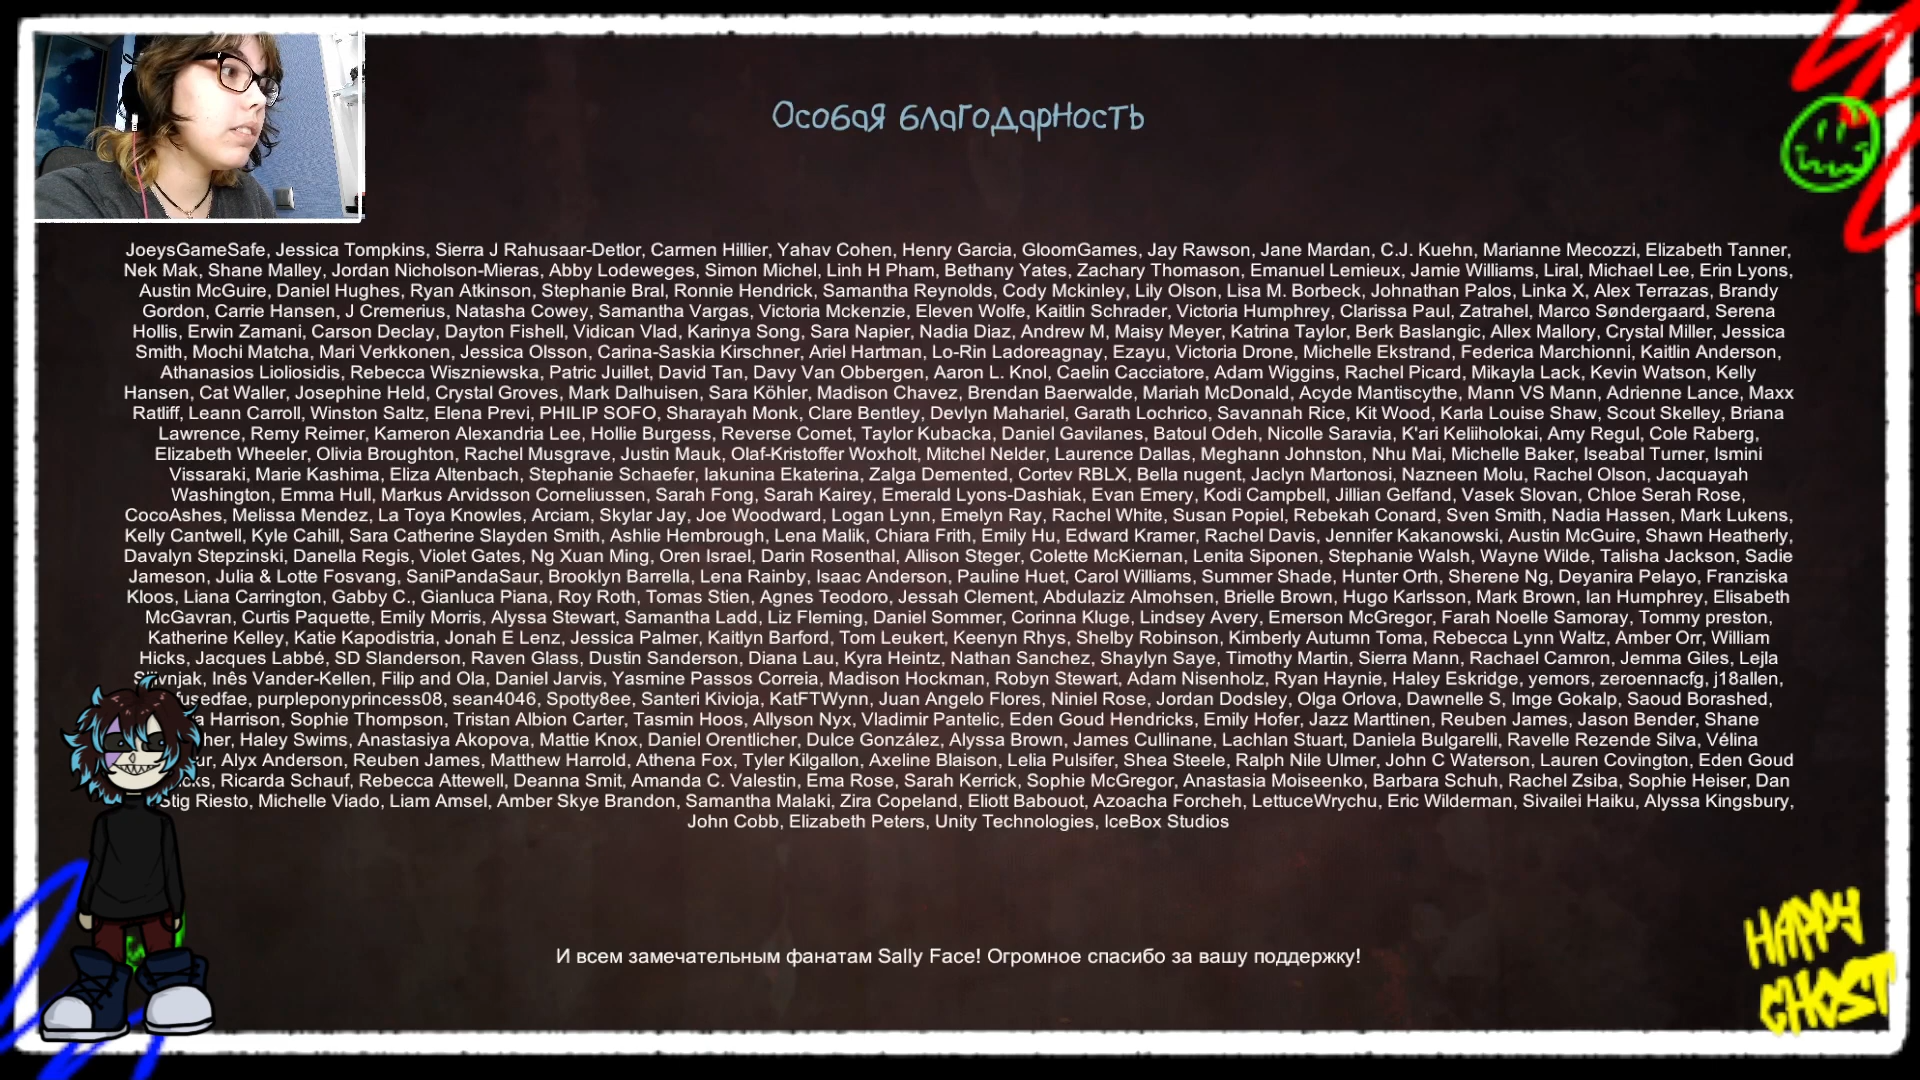 Особая благодарность
JoeysGameSafe, Jessica Tompkins, Sierra J Rahusaar-Detlor, Carmen Hillier, Yahav Cohen, Henry Garcia, GloomGames, Jay Rawson, Jane Mardan, C.J. Kuehn, Marianne Mecozzi, Elizabeth Tanner,
Nek Mak, Shane Malley, Jordan Nicholson-Mieras, Abby Lodeweges, Simon Michel, Linh H Pham, Bethany Yates, Zachary Thomason, Emanuel Lemieux, Jamie Williams, Liral, Michael Lee, Erin Lyons,
Austin McGuire, Daniel Hughes, Ryan Atkinson, Stephanie Bral, Ronnie Hendrick, Samantha Reynolds, Cody Mckinley, Lily Olson, Lisa M. Borbeck, Johnathan Palos, Linka X, Alex Terrazas, Brandy
Gordon, Carrie Hansen, J Cremerius, Natasha Cowey, Samantha Vargas, Victoria Mckenzie, Eleven Wolfe, Kaitlin Schrader, Victoria Humphrey, Clarissa Paul, Zatrahel, Marco Søndergaard, Serena
Hollis, Erwin Zamani, Carson Declay, Dayton Fishell, Vidican Vlad, Karinya Song, Sara Napier, Nadia Diaz, Andrew M, Maisy Meyer, Katrina Taylor, Berk Baslangic, Allex Mallory, Crystal Miller, Jessica
Smith, Mochi Matcha, Mari Verkkonen, Jessica Olsson, Carina-Saskia Kirschner, Ariel Hartman, Lo-Rin Ladoreagnay, Ezayu, Victoria Drone, Michelle Ekstrand, Federica Marchionni, Kaitlin Anderson,
Athanasios Lioliosidis, Rebecca Wiszniewska, Patric Juillet, David Tan, Davy Van Obbergen, Aaron L. Knol, Caelin Cacciatore, Adam Wiggins, Rachel Picard, Mikayla Lack, Kevin Watson, Kelly
Hansen, Cat Waller, Josephine Held, Crystal Groves, Mark Dalhuisen, Sara Köhler, Madison Chavez, Brendan Baerwalde, Mariah McDonald, Acyde Mantiscythe, Mann VS Mann, Adrienne Lance, Maxx
Ratliff, Leann Carroll, Winston Saltz, Elena Previ, PHILIP SOFO, Sharayah Monk, Clare Bentley, Devlyn Mahariel, Garath Lochrico, Savannah Rice, Kit Wood, Karla Louise Shaw, Scout Skelley, Briana
Lawrence, Remy Reimer, Kameron Alexandria Lee, Hollie Burgess, Reverse Comet, Taylor Kubacka, Daniel Gavilanes, Batoul Odeh, Nicolle Saravia, K'ari Keliiholokai, Amy Regul, Cole Raberg,
Elizabeth Wheeler, Olivia Broughton, Rachel Musgrave, Justin Mauk, Olaf-Kristoffer Woxholt, Mitchel Nelder, Laurence Dallas, Meghann Johnston, Nhu Mai, Michelle Baker, Iseabal Turner, Ismini
Vissaraki, Marie Kashima, Eliza Altenbach, Stephanie Schaefer, Iakunina Ekaterina, Zalga Demented, Cortev RBLX, Bella nugent, Jaclyn Martonosi, Nazneen Molu, Rachel Olson, Jacquayah
Washington, Emma Hull, Markus Arvidsson Corneliussen, Sarah Fong, Sarah Kairey, Emerald Lyons-Dashiak, Evan Emery, Kodi Campbell, Jillian Gelfand, Vasek Slovan, Chloe Serah Rose,
CocoAshes, Melissa Mendez, La Toya Knowles, Arciam, Skylar Jay, Joe Woodward, Logan Lynn, Emelyn Ray, Rachel White, Susan Popiel, Rebekah Conard, Sven Smith, Nadia Hassen, Mark Lukens,
Kelly Cantwell, Kyle Cahill, Sara Catherine Slayden Smith, Ashlie Hembrough, Lena Malik, Chiara Frith, Emily Hu, Edward Kramer, Rachel Davis, Jennifer Kakanowski, Austin McGuire, Shawn Heatherly,
Davalyn Stepzinski, Danella Regis, Violet Gates, Ng Xuan Ming, Oren Israel, Darin Rosenthal, Allison Steger, Colette McKiernan, Lenita Siponen, Stephanie Walsh, Wayne Wilde, Talisha Jackson, Sadie
Jameson, Julia & Lotte Fosvang, SaniPandaSaur, Brooklyn Barrella, Lena Rainby, Isaac Anderson, Pauline Huet, Carol Williams, Summer Shade, Hunter Orth, Sherene Ng, Deyanira Pelayo, Franziska
Kloos, Liana Carrington, Gabby C., Gianluca Piana, Roy Roth, Tomas Stien, Agnes Teodoro, Jessah Clement, Abdulaziz Almohsen, Brielle Brown, Hugo Karlsson, Mark Brown, Ian Humphrey, Elisabeth
McGavran, Curtis Paquette, Emily Morris, Alyssa Stewart, Samantha Ladd, Liz Fleming, Daniel Sommer, Corinna Kluge, Lindsey Avery, Emerson McGregor, Farah Noelle Samoray, Tommy preston,
Katherine Kelley, Katie Kapodistria, Jonah E Lenz, Jessica Palmer, Kaitlyn Barford, Tom Leukert, Keenyn Rhys, Shelby Robinson, Kimberly Autumn Toma, Rebecca Lynn Waltz, Amber Orr, William
Hicks, Jacques Labbé, SD Slanderson, Raven Glass, Dustin Sanderson, Diana Lau, Kyra Heintz, Nathan Sanchez, Shaylyn Saye, Timothy Martin, Sierra Mann, Rachael Camron, Jemma Giles, Lejla
Inês Vander-Kellen, Filip and Ola, Daniel Jarvis, Yasmine Passos Correia, Madison Hockman, Robyn Stewart, Adam Nisenholz, Ryan Haynie, Haley Eskridge, yemors, zeroennacfg, j18allen,
purpleponyprincess08, sean4046, Spotty8ee, Santeri Kivioja, KatFTWynn, Juan Angelo Flores, Niniel Rose, Jordan Dodsley, Olga Orlova, Dawnelle S, Imge Gokalp, Saoud Borashed,
Harrison, Sophie Thompson, Tristan Albion Carter, Tasmin Hoos, Allyson Nyx, Vladimir Pantelic, Eden Goud Hendricks, Emily Hofer, Jazz Marttinen, Reuben James, Jason Bender, Shane
Haley Swims, Anastasiya Akopova, Mattie Knox, Daniel Orentlicher, Dulce González, Alyssa Brown, James Cullinane, Lachlan Stuart, Daniela Bulgarelli, Ravelle Rezende Silva, Vélina
Alyx Anderson, Reuben James, Matthew Harrold, Athena Fox, Tyler Kilgallon, Axeline Blaison, Lelia Pulsifer, Shea Steele, Ralph Nile Ulmer, John C Waterson, Lauren Covington, Eden Goud
Ricarda Schauf, Rebecca Attewell, Deanna Smit, Amanda C. Valestin, Ema Rose, Sarah Kerrick, Sophie McGregor, Anastasia Moiseenko, Barbara Schuh, Rachel Zsiba, Sophie Heiser, Dan
Stig Riesto, Michelle Viado, Liam Amsel, Amber Skye Brandon, Samantha Malaki, Zira Copeland, Eliott Babouot, Azoacha Forcheh, LettuceWrychu, Eric Wilderman, Sivailei Haiku, Alyssa Kingsbury,
John Cobb, Elizabeth Peters, Unity Technologies, IceBox Studios
И всем замечательным фанатам Sally Face! Огромное спасибо за вашу поддержку!
HAPPY
GHOST